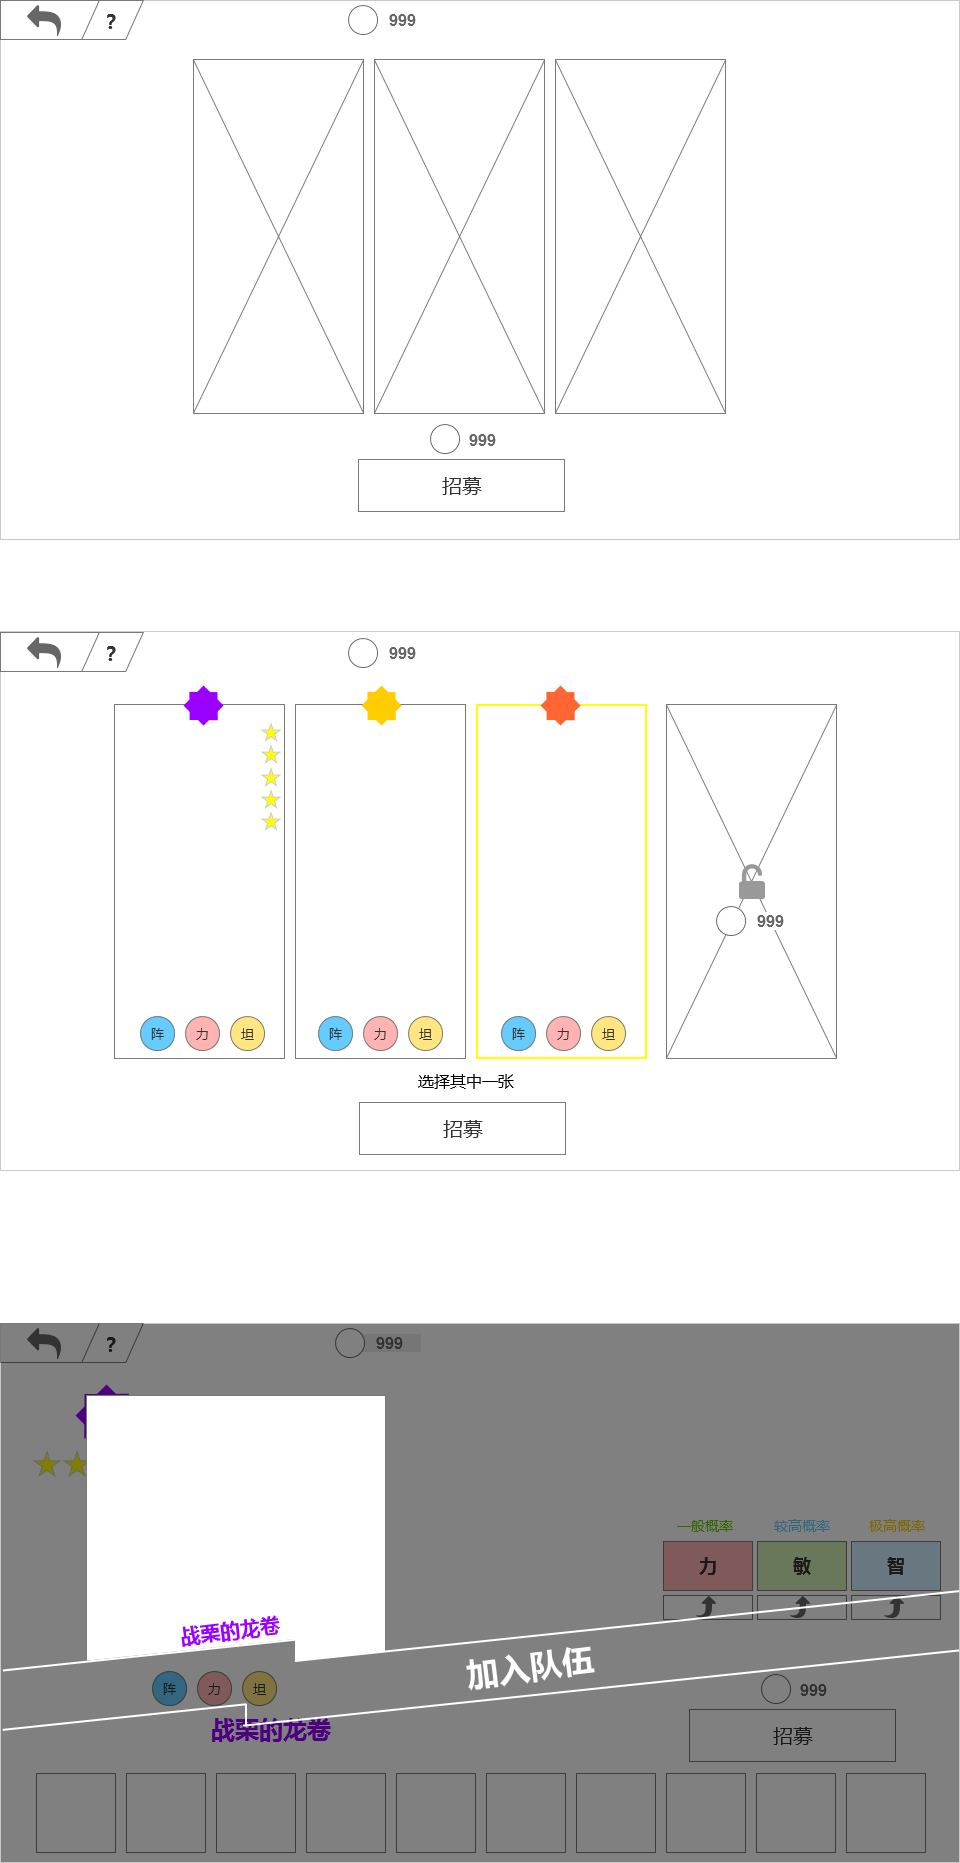 ?
999
999
招募
?
999
999
阵 力 坦
阵 力 坦
阵 力 坦
选择其中一张
招募
?
999
一般概率 较高概率 极高概率
力 敏 智
战栗的龙卷
加入队伍
阵 力 坦
999
战栗的龙卷
招募